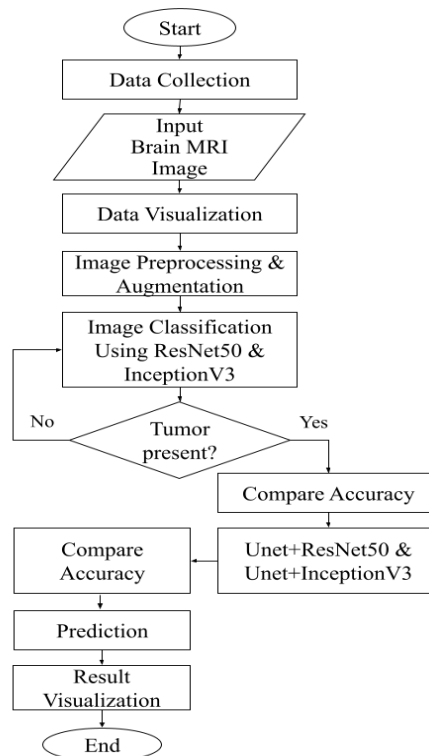 Start
Data Collection
Input
Brain MRI
Image
Data Visualization
Image Preprocessing &
Augmentation
Image Classification
Using ResNet50 &
InceptionV3
No
Tumor
present?
Yes
Compare Accuracy
Unet+ResNet50 &
Unet+InceptionV3
Compare
Accuracy
Prediction
Result
Visualization
End